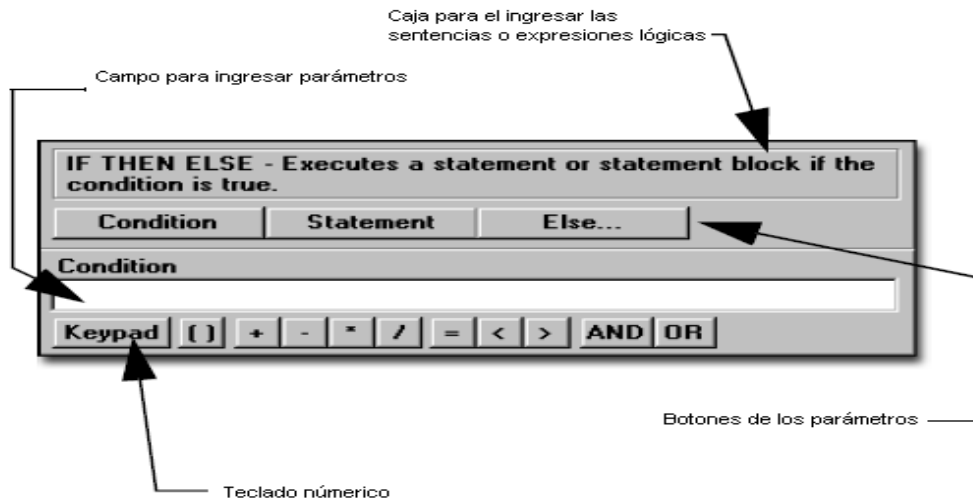 Caja para el ingresar las
sentencias o expresiones lógicas
Campo para ingresar parámetros
IF THEN ELSE - Executes a statement or statement block if the
condition is true.
Condition Statement Else...
Condition
Keypad ( ) + - * / = < > AND OR
Botones de los parámetros
Teclado númerico